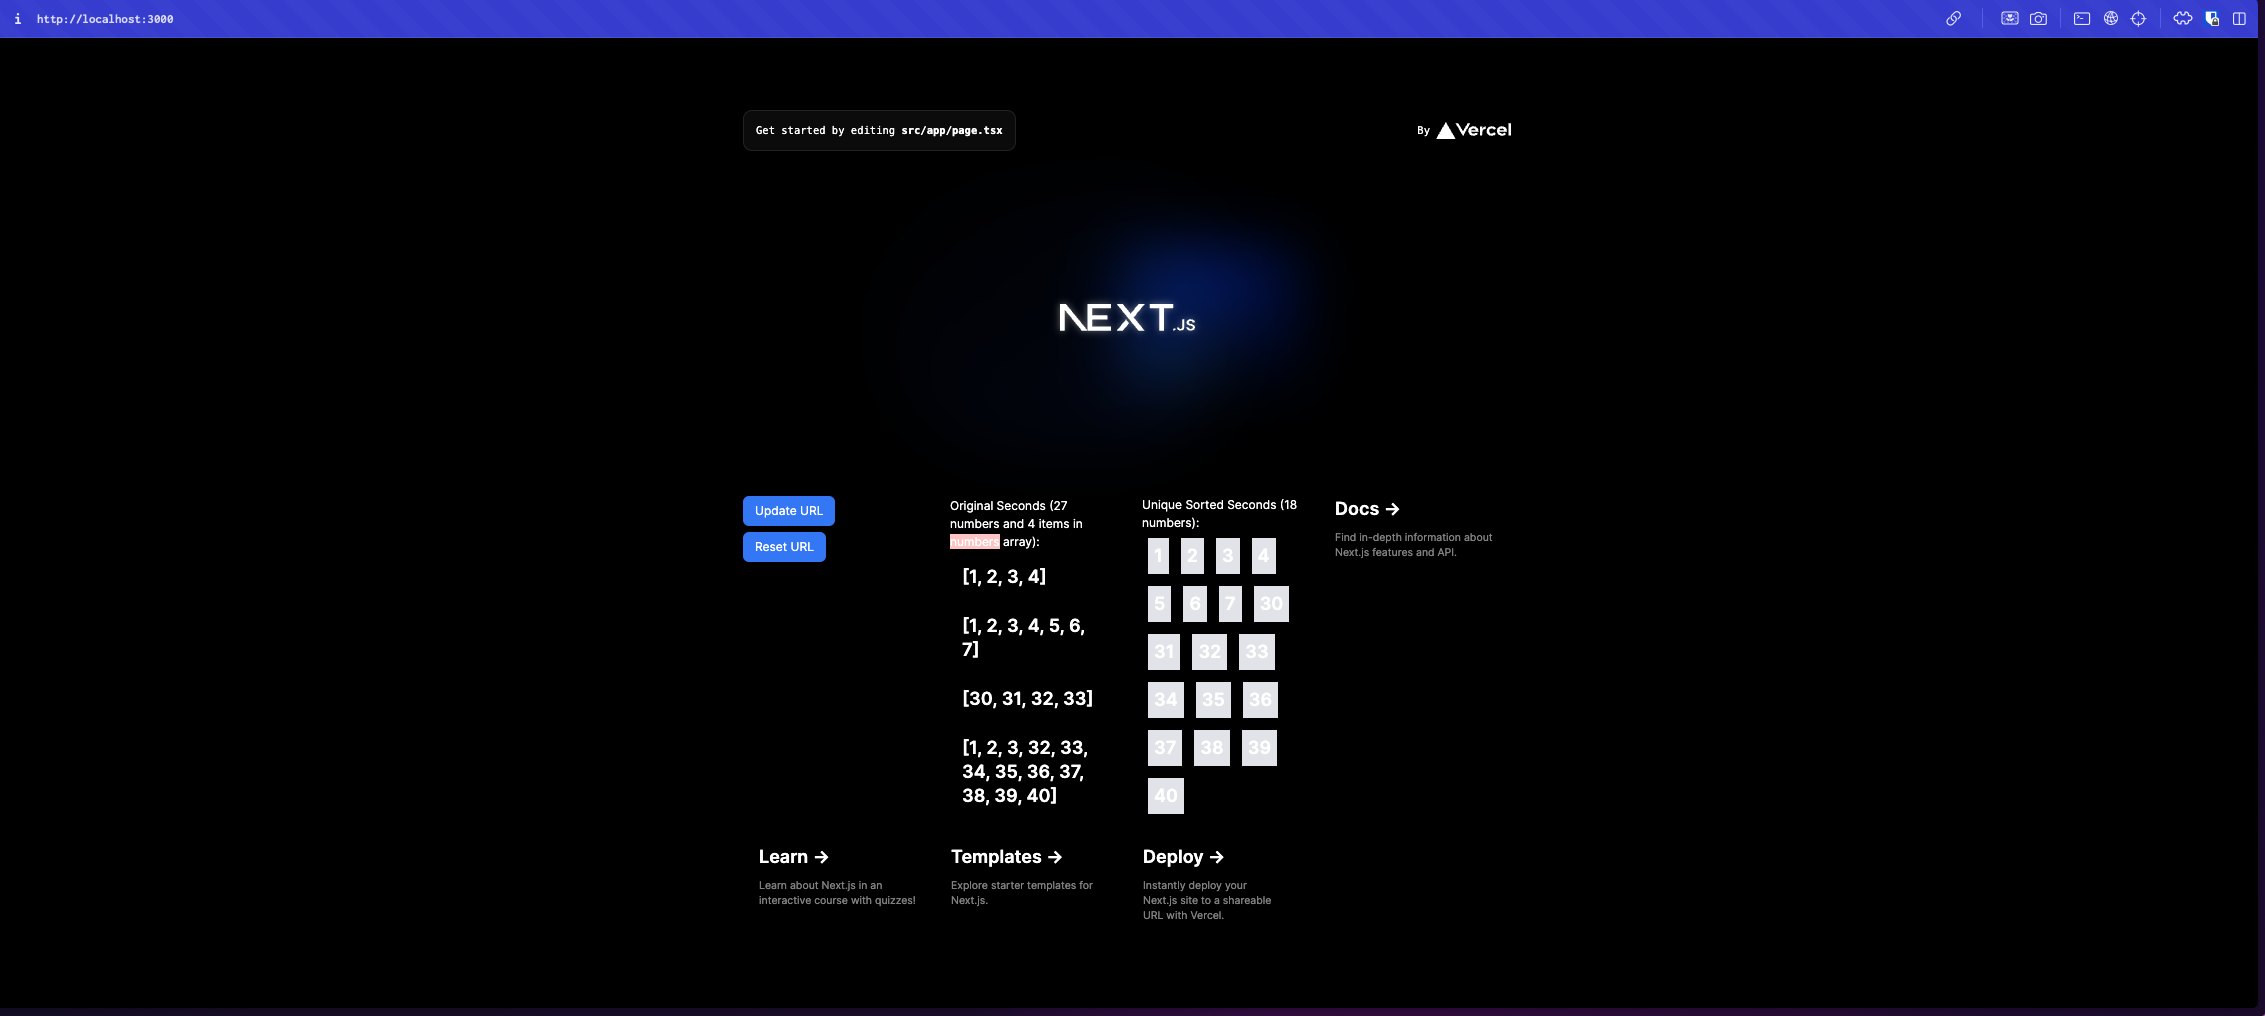 i http://localhost:3000
Get started by editing src/app/page.tsx
By Vercel
NEXT.JS
Update URL
Reset URL
Original Seconds (27
numbers and 4 items in
numbers array):
[1, 2, 3, 4]
[1, 2, 3, 4, 5, 6,
7]
[30, 31, 32, 33]
[1, 2, 3, 32, 33,
34, 35, 36, 37,
38, 39, 40]
Unique Sorted Seconds (18
numbers):
1 2 3 4
5 6 7 30
31 32 33
34 35 36
37 38 39
40
Docs →
Find in-depth information about
Next.js features and API.
Learn →
Learn about Next.js in an
interactive course with quizzes!
Templates →
Explore starter templates for
Next.js.
Deploy →
Instantly deploy your
Next.js site to a shareable
URL with Vercel.